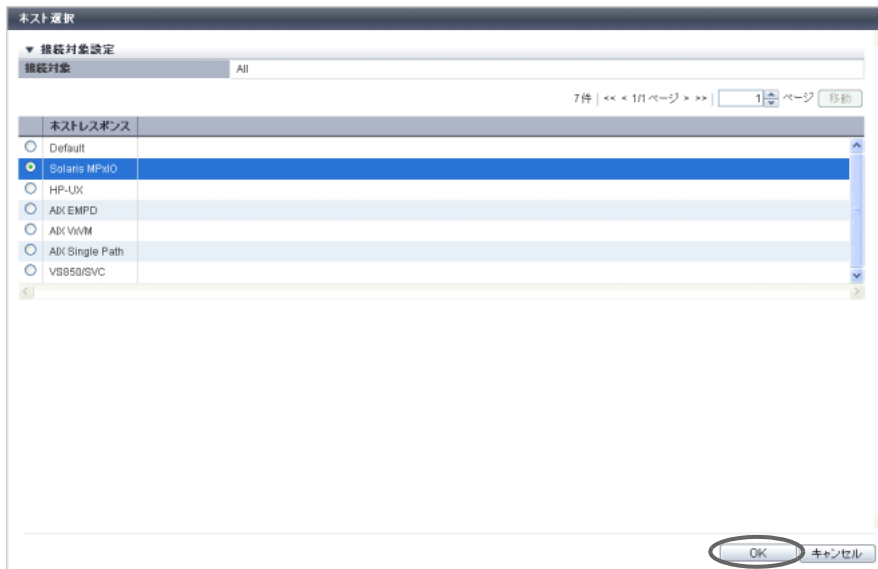 ホスト選択
▼ 接続対象設定
接続対象 All
7件 | << < 1/1 ページ > >> | 1 ページ 移動
ホストレスポンス
Default
Solaris MPxIO
HP-UX
AIX EMPD
AIX VxVM
AIX Single Path
VS850/SVC
OK キャンセル